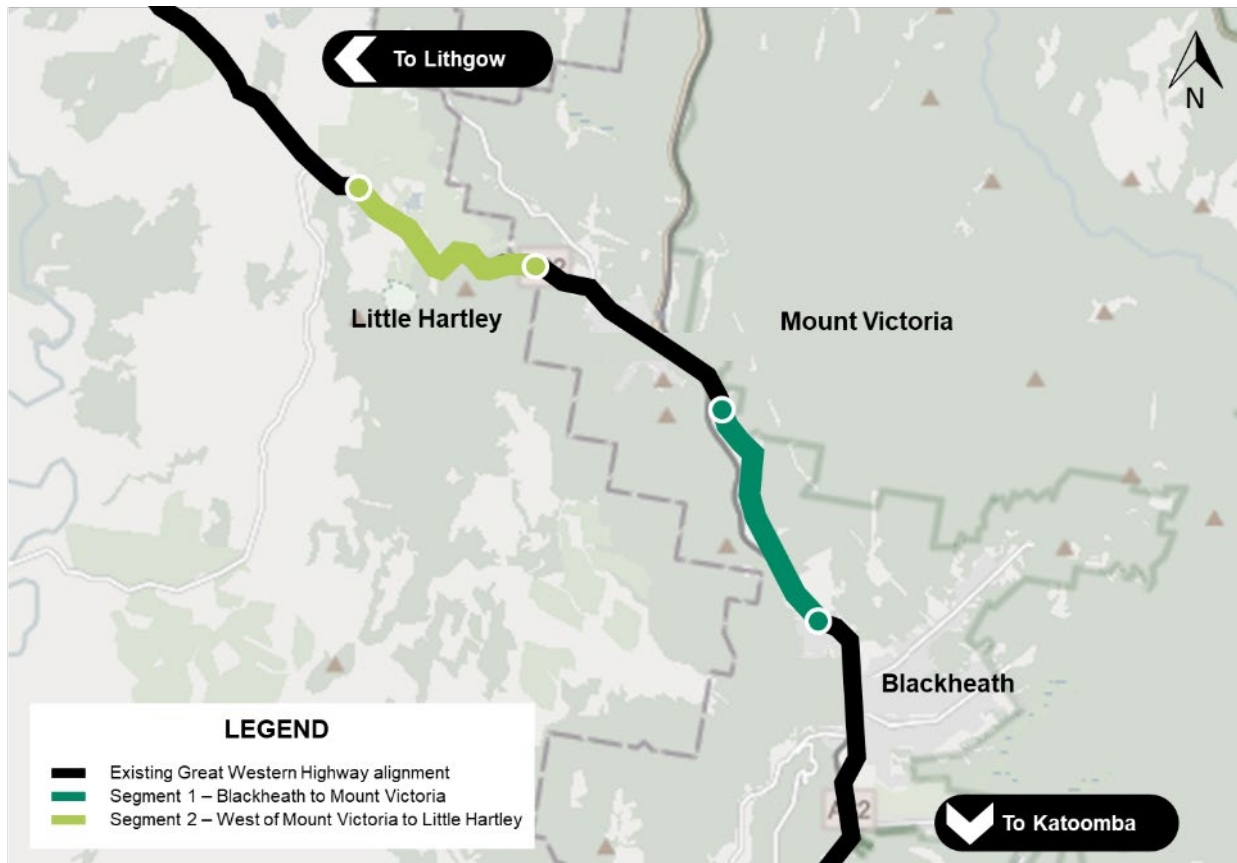 To Lithgow
N
Little Hartley
Mount Victoria
Blackheath
LEGEND
Existing Great Western Highway alignment
Segment 1 – Blackheath to Mount Victoria
Segment 2 – West of Mount Victoria to Little Hartley
To Katoomba